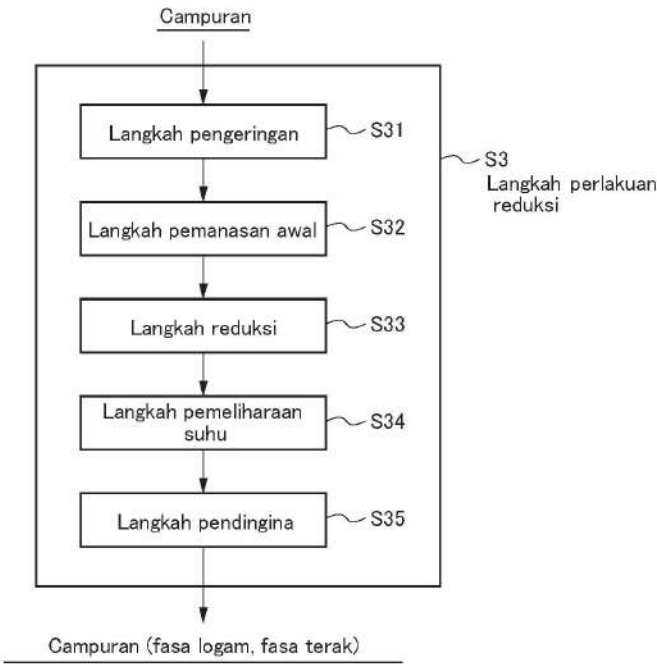 Campuran
Langkah pengeringan
S31
S3
Langkah perlakuan
reduksi
Langkah pemanasan awal
S32
Langkah reduksi
S33
Langkah pemeliharaan
suhu
S34
Langkah pendingina
S35
Campuran (fasa logam, fasa terak)